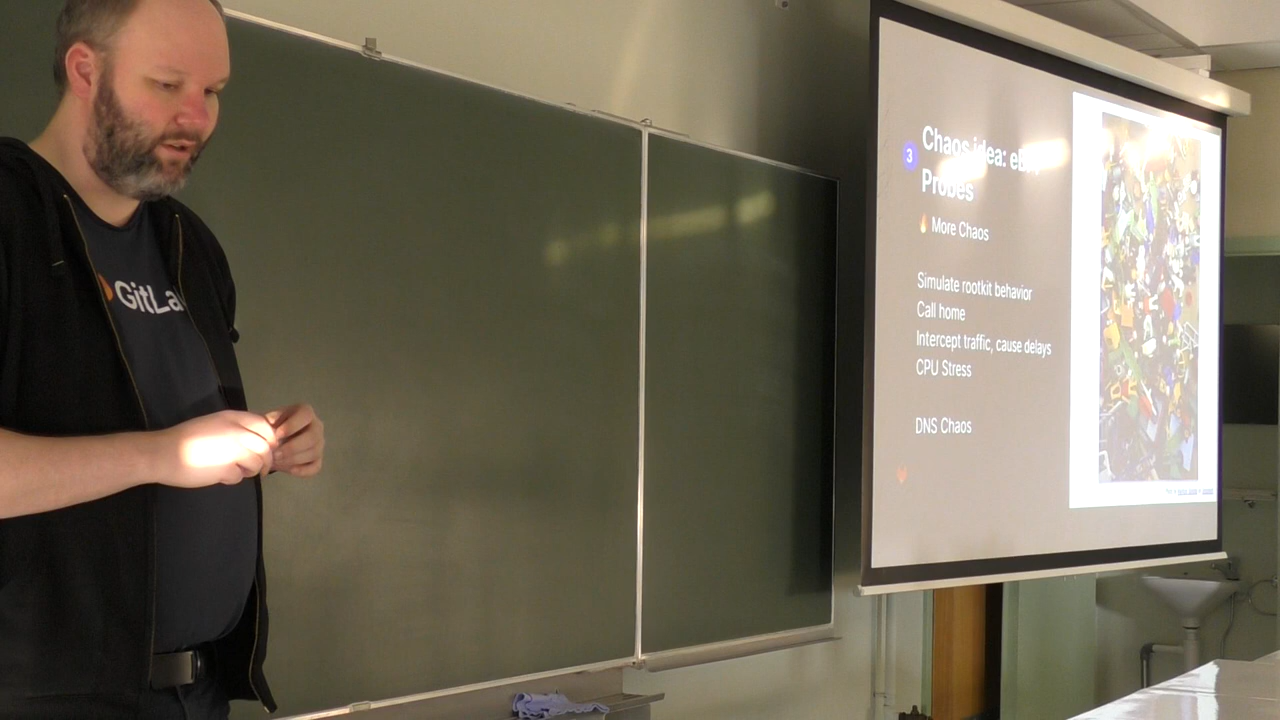 GitLa
3
Chaos idea:
Probes
🔥 More Chaos
Simulate rootkit behavior
Call home
Intercept traffic, cause delays
CPU Stress
DNS Chaos